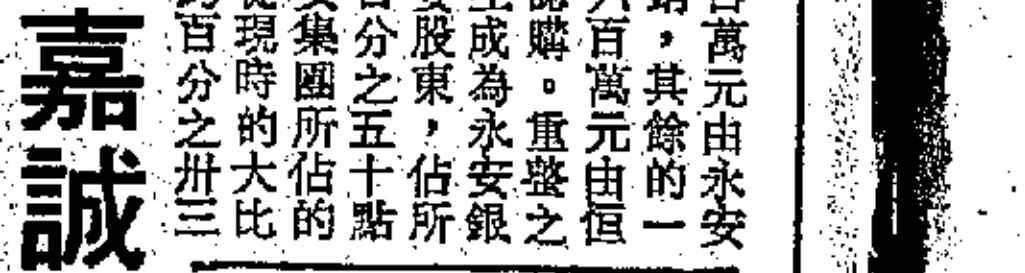 萬元由永安
，其餘的一
百萬元由恒
購。重整之
成為永安銀
股東，佔所
分之五十點
集團所佔的
現時的大比
百分之卅三
嘉誠